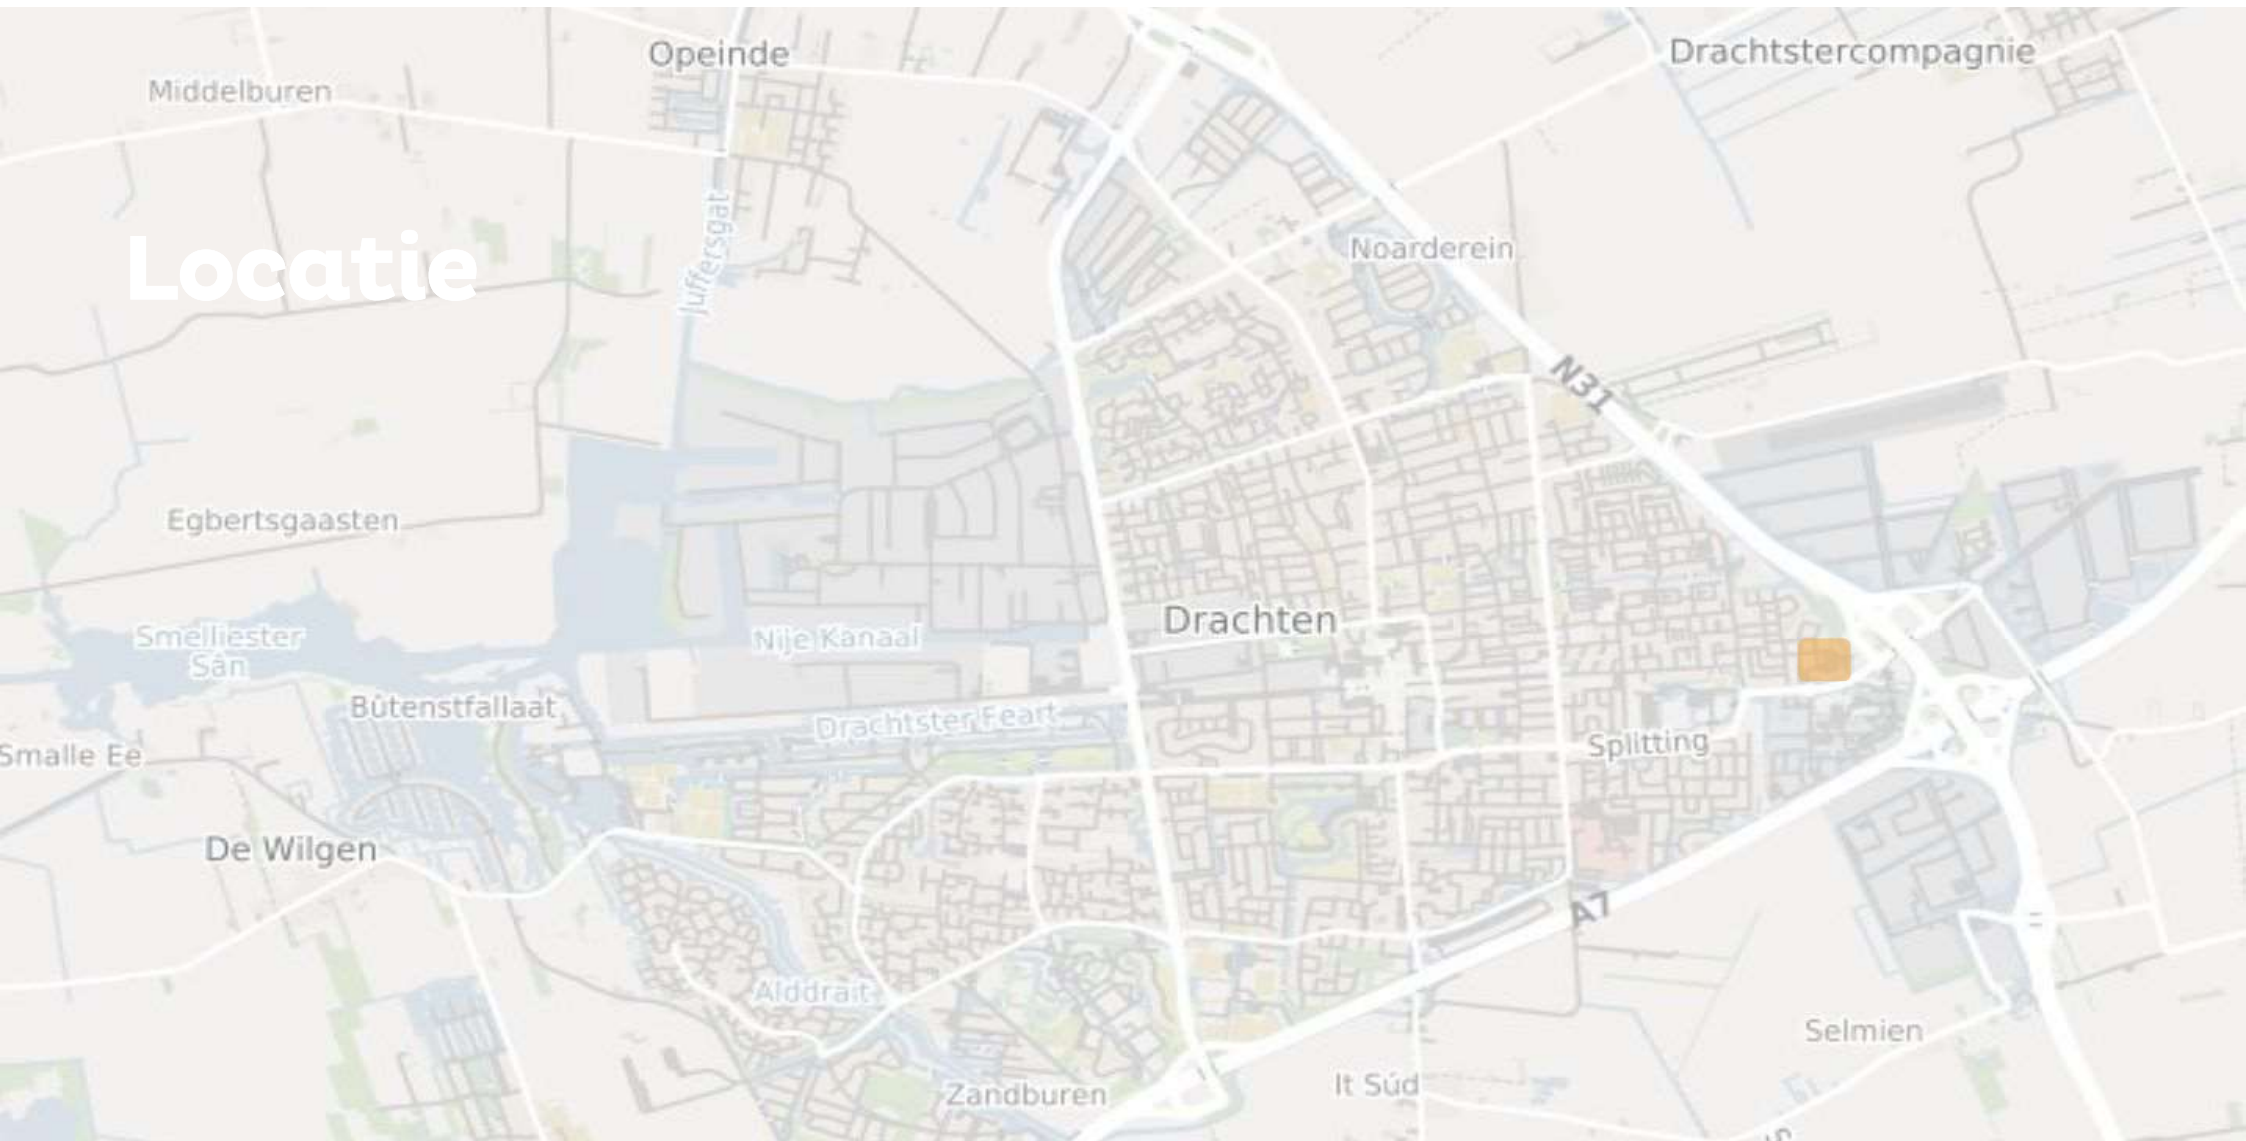 Opeinde
Drachtstercompagnie
Middelburen
Juffersgat
Noarderein
Locatie
N31
Egbertsgaasten
Drachten
Smelliester
Sân
Nije Kanaal
Bûtenstfallaat
Drachtster Feart
Smalle Ee
Splitting
De Wilgen
A7
Alddrait
Selmien
It Súd
Zandburen